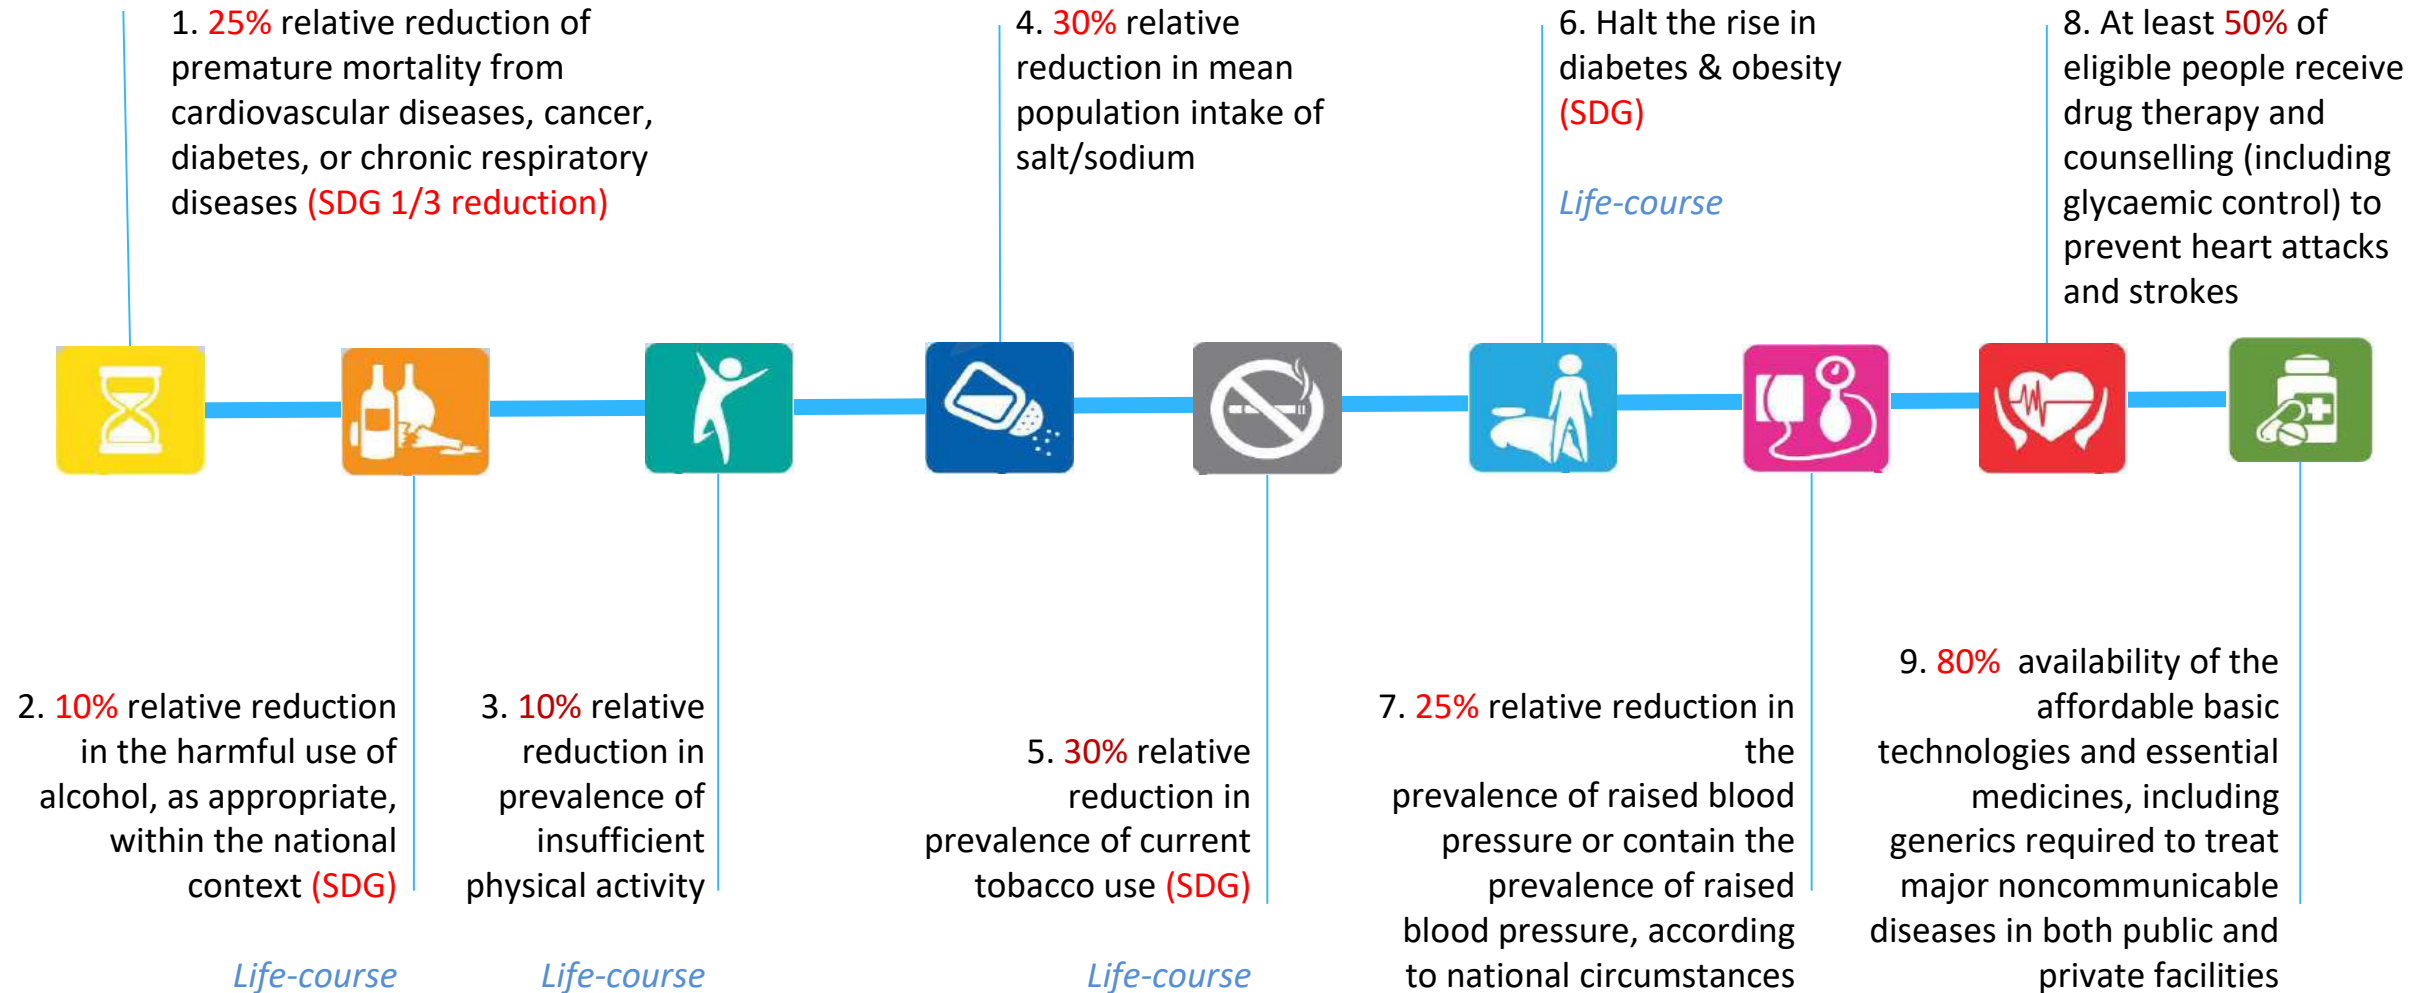 1. 25% relative reduction of
premature mortality from
cardiovascular diseases, cancer,
diabetes, or chronic respiratory
diseases (SDG 1/3 reduction)
4. 30% relative
reduction in mean
population intake of
salt/sodium
6. Halt the rise in
diabetes & obesity
(SDG)
Life-course
8. At least 50% of
eligible people receive
drug therapy and
counselling (including
glycaemic control) to
prevent heart attacks
and strokes
2. 10% relative reduction
in the harmful use of
alcohol, as appropriate,
within the national
context (SDG)
Life-course
3. 10% relative
reduction in
prevalence of
insufficient
physical activity
Life-course
5. 30% relative
reduction in
prevalence of current
tobacco use (SDG)
Life-course
7. 25% relative reduction in
the
prevalence of raised blood
pressure or contain the
prevalence of raised
blood pressure, according
to national circumstances
9. 80% availability of the
affordable basic
technologies and essential
medicines, including
generics required to treat
major noncommunicable
diseases in both public and
private facilities